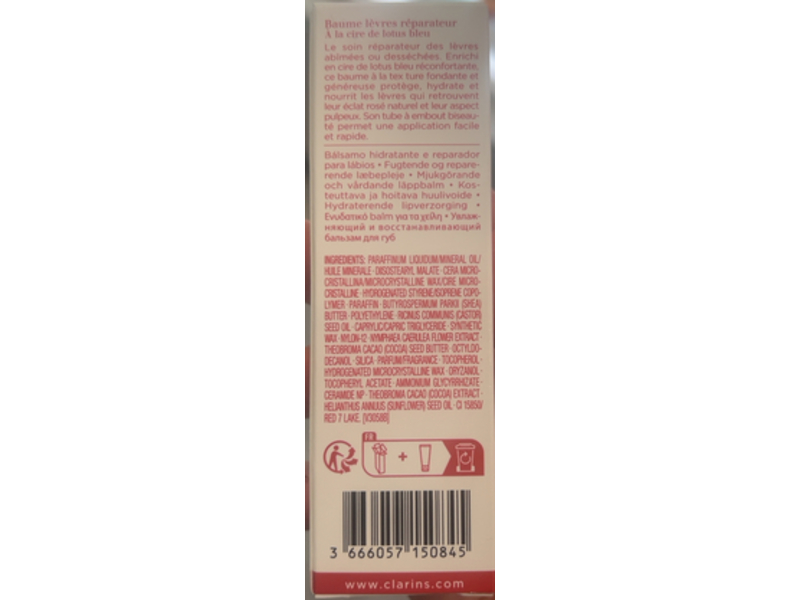 Baume lèvres réparateur
À la cire de lotus bleu
Le soin réparateur des lèvres
abîmées ou desséchées. Enrichi
en cire de lotus bleu réconfortante,
ce baume à la tex ture fondante et
généreuse protège, hydrate et
nourrit les lèvres qui retrouvent
leur éclat rosé naturel et leur aspect
pulpeux. Son tube à embout biseau-
té permet une application facile
et rapide.
Bálsamo hidratante e reparador
para lábios • Fugtende og repare-
rende læbepleje • Mjukgörande
och vårdande läppbalm • Kos-
teuttava ja hoitava huulivoide •
Hydraterende lipverzorging •
Ενυδατικό balm για τα χείλη • Увлаж-
няющий и восстанавливающий
бальзам для губ
INGREDIENTS: PARAFFINUM LIQUIDUM/MINERAL OIL/
HUILE MINERALE · DIISOSTEARYL MALATE · CERA MICRO-
CRISTALLINA/MICROCRYSTALLINE WAX/CIRE MICRO-
CRISTALLINE · HYDROGENATED STYRENE/ISOPRENE COPO-
LYMER · PARAFFIN · BUTYROSPERMUM PARKII (SHEA)
BUTTER · POLYETHYLENE · RICINUS COMMUNIS (CASTOR)
SEED OIL · CAPRYLIC/CAPRIC TRIGLYCERIDE · SYNTHETIC
WAX · NYLON-12 · NYMPHAEA CAERULEA FLOWER EXTRACT ·
THEOBROMA CACAO (COCOA) SEED BUTTER · OCTYLDO-
DECANOL · SILICA · PARFUM/FRAGRANCE · TOCOPHEROL ·
HYDROGENATED MICROCRYSTALLINE WAX · ORYZANOL ·
TOCOPHERYL ACETATE · AMMONIUM GLYCYRRHIZATE ·
CERAMIDE NP · THEOBROMA CACAO (COCOA) EXTRACT ·
HELIANTHUS ANNUUS (SUNFLOWER) SEED OIL · CI 15850/
RED 7 LAKE. [V3058B]
FR
+
3 666057 150845
www.clarins.com